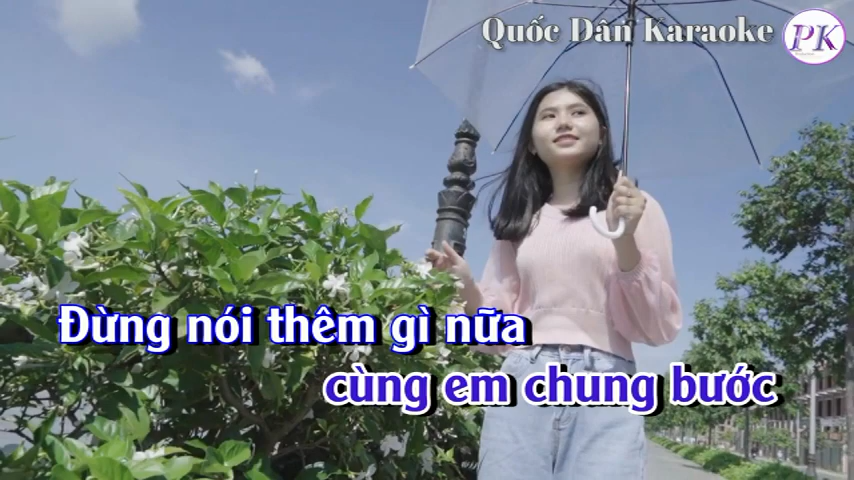 Quốc Dân Karaoke
PK
Đừng nói thêm gì nữa
cùng em chung bước